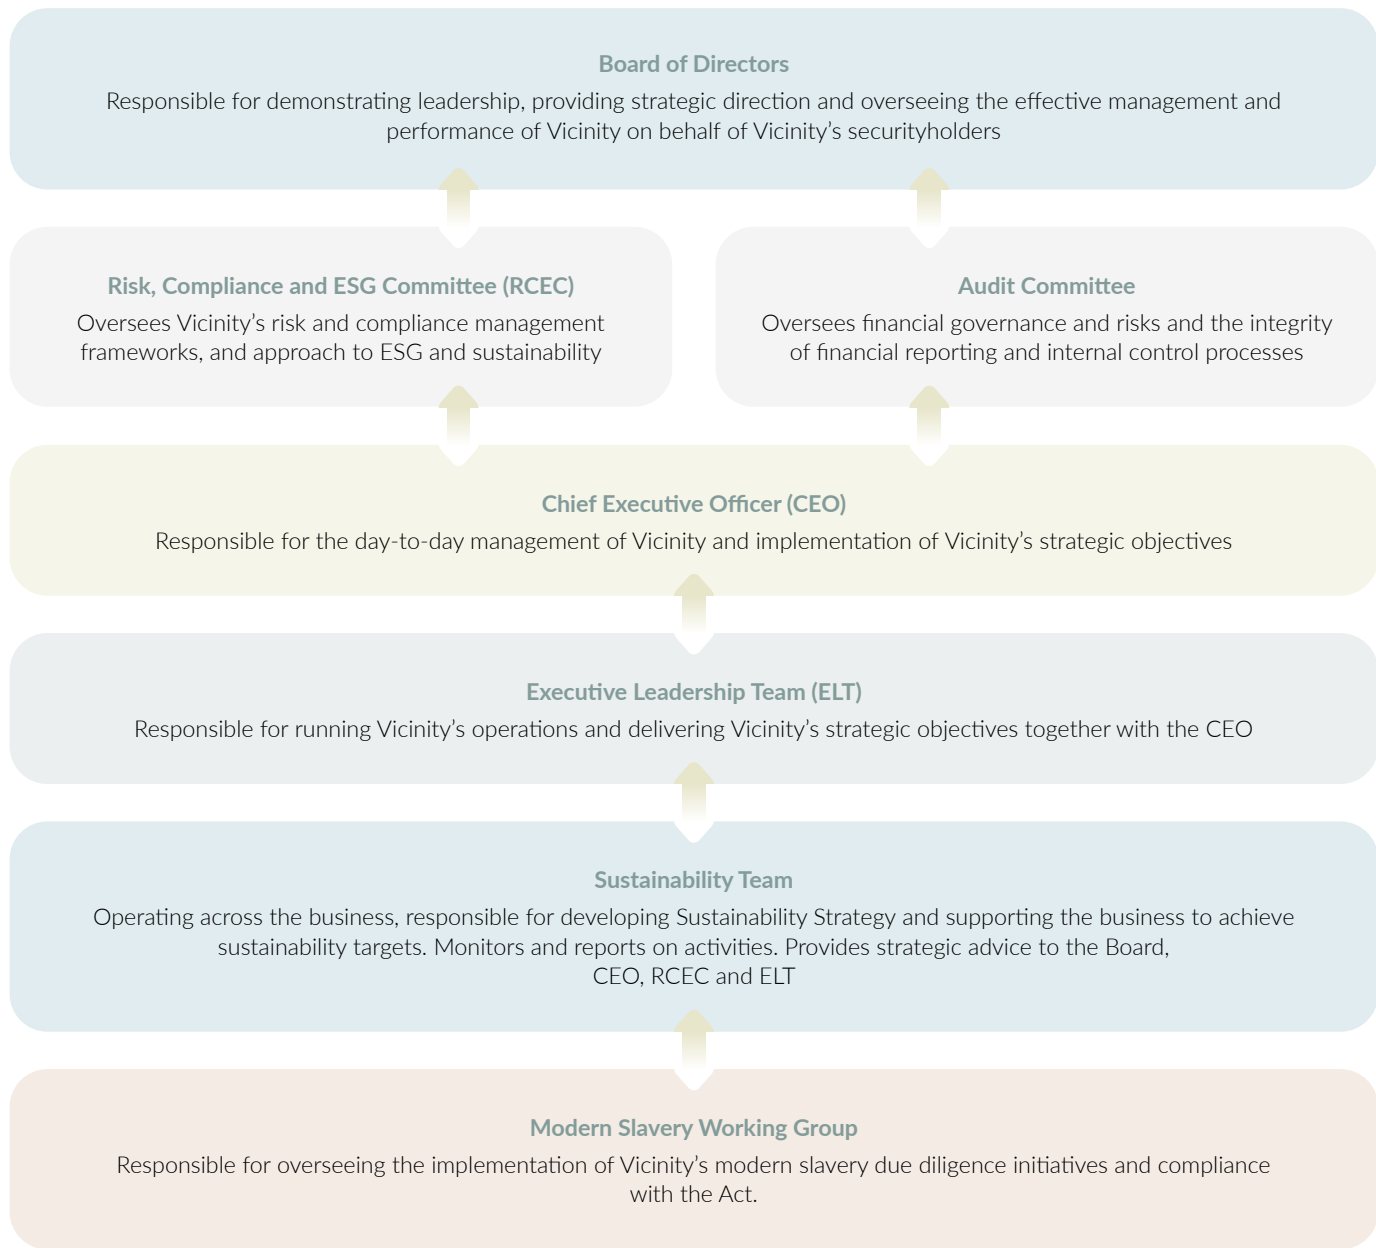 Board of Directors
Responsible for demonstrating leadership, providing strategic direction and overseeing the effective management and
performance of Vicinity on behalf of Vicinity’s securityholders
Risk, Compliance and ESG Committee (RCEC)
Oversees Vicinity’s risk and compliance management
frameworks, and approach to ESG and sustainability
Audit Committee
Oversees financial governance and risks and the integrity
of financial reporting and internal control processes
Chief Executive Officer (CEO)
Responsible for the day-to-day management of Vicinity and implementation of Vicinity’s strategic objectives
Executive Leadership Team (ELT)
Responsible for running Vicinity’s operations and delivering Vicinity’s strategic objectives together with the CEO
Sustainability Team
Operating across the business, responsible for developing Sustainability Strategy and supporting the business to achieve
sustainability targets. Monitors and reports on activities. Provides strategic advice to the Board,
CEO, RCEC and ELT
Modern Slavery Working Group
Responsible for overseeing the implementation of Vicinity’s modern slavery due diligence initiatives and compliance
with the Act.